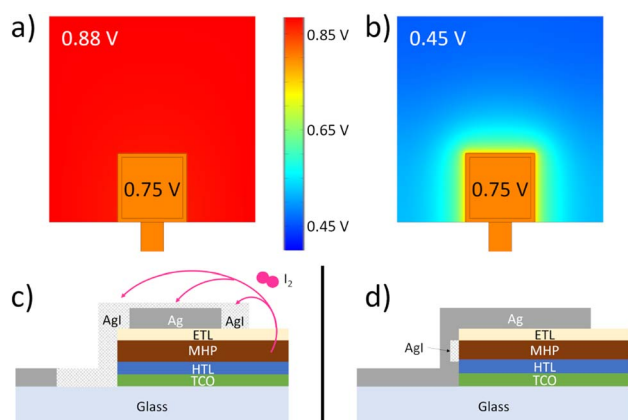 a)
0.88 V
0.75 V
0.85 V
0.65 V
0.45 V
b)
0.45 V
0.75 V
c)
I2
AgI
Ag
AgI
ETL
MHP
HTL
TCO
Glass
d)
Ag
AgI
ETL
MHP
HTL
TCO
Glass